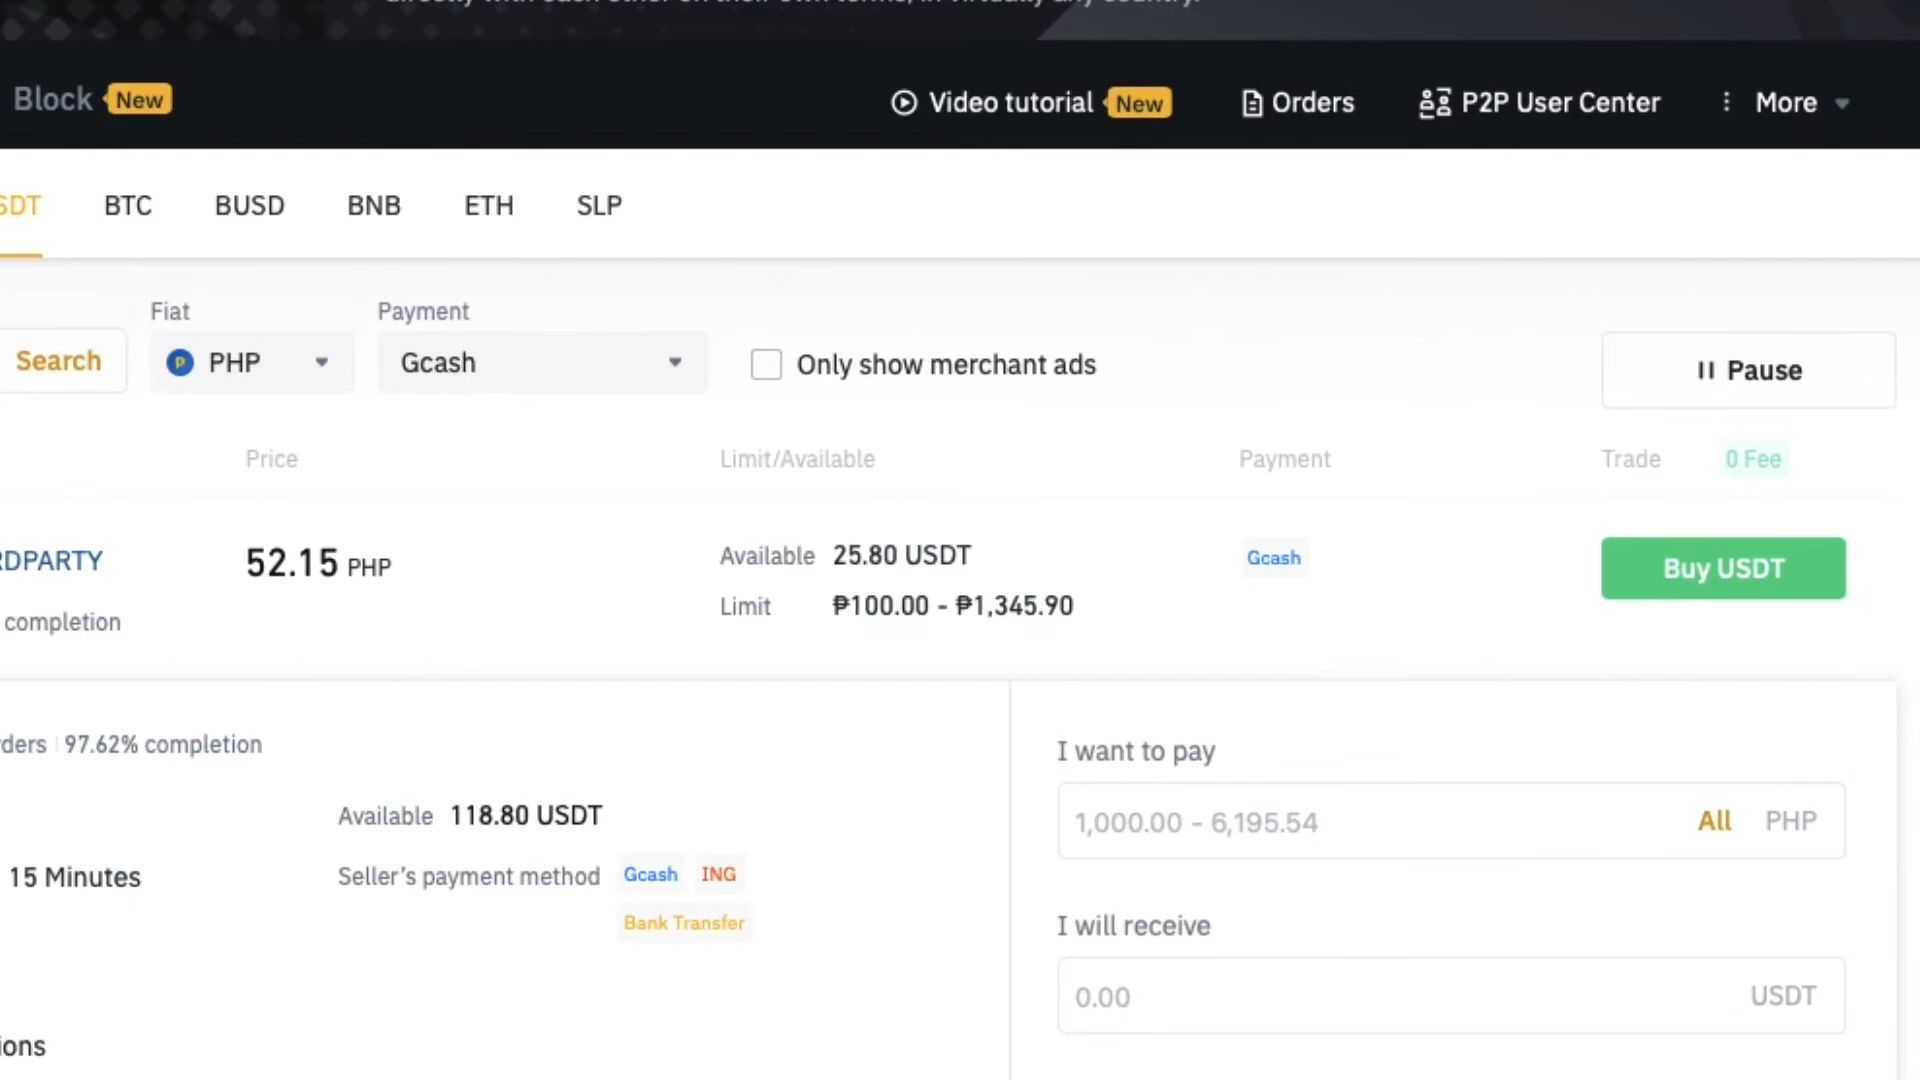 Block New
Video tutorial New
Orders
P2P User Center
More
SDT
BTC
BUSD
BNB
ETH
SLP
Fiat
Payment
Search
PHP
Gcash
Only show merchant ads
Pause
Price
Limit/Available
Payment
Trade
0 Fee
RDPARTY
52.15 PHP
Available 25.80 USDT
Gcash
Buy USDT
Limit ₱100.00 - ₱1,345.90
completion
ders 97.62% completion
Available 118.80 USDT
15 Minutes
Seller's payment method Gcash ING
Bank Transfer
I want to pay
1,000.00 - 6,195.54
All PHP
I will receive
0.00
USDT
ions